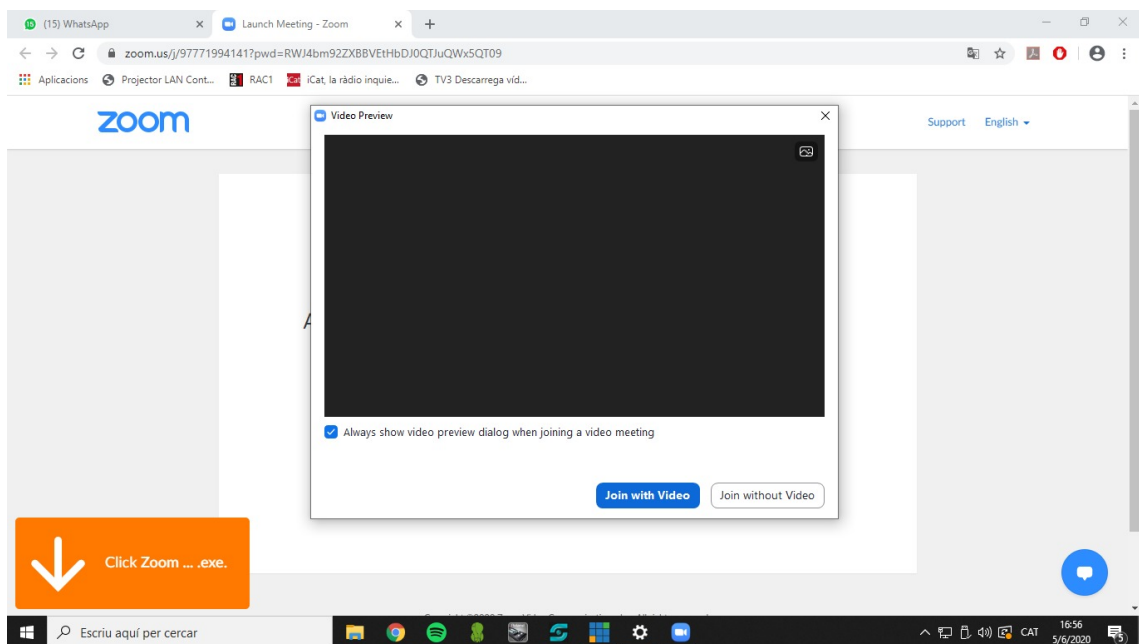 (15) WhatsApp
Launch Meeting - Zoom
zoom.us/j/97771994141?pwd=RWJ4bm92ZXBBVEtHbDJ0QTJuQWx5QT09
Aplicacions Projector LAN Cont... RAC1 iCat, la ràdio inquie... TV3 Descarrega víd...
zoom
Support English
Video Preview
Always show video preview dialog when joining a video meeting
Join with Video Join without Video
Click Zoom ... .exe.
Escriu aquí per cercar
CAT
16:56
5/6/2020